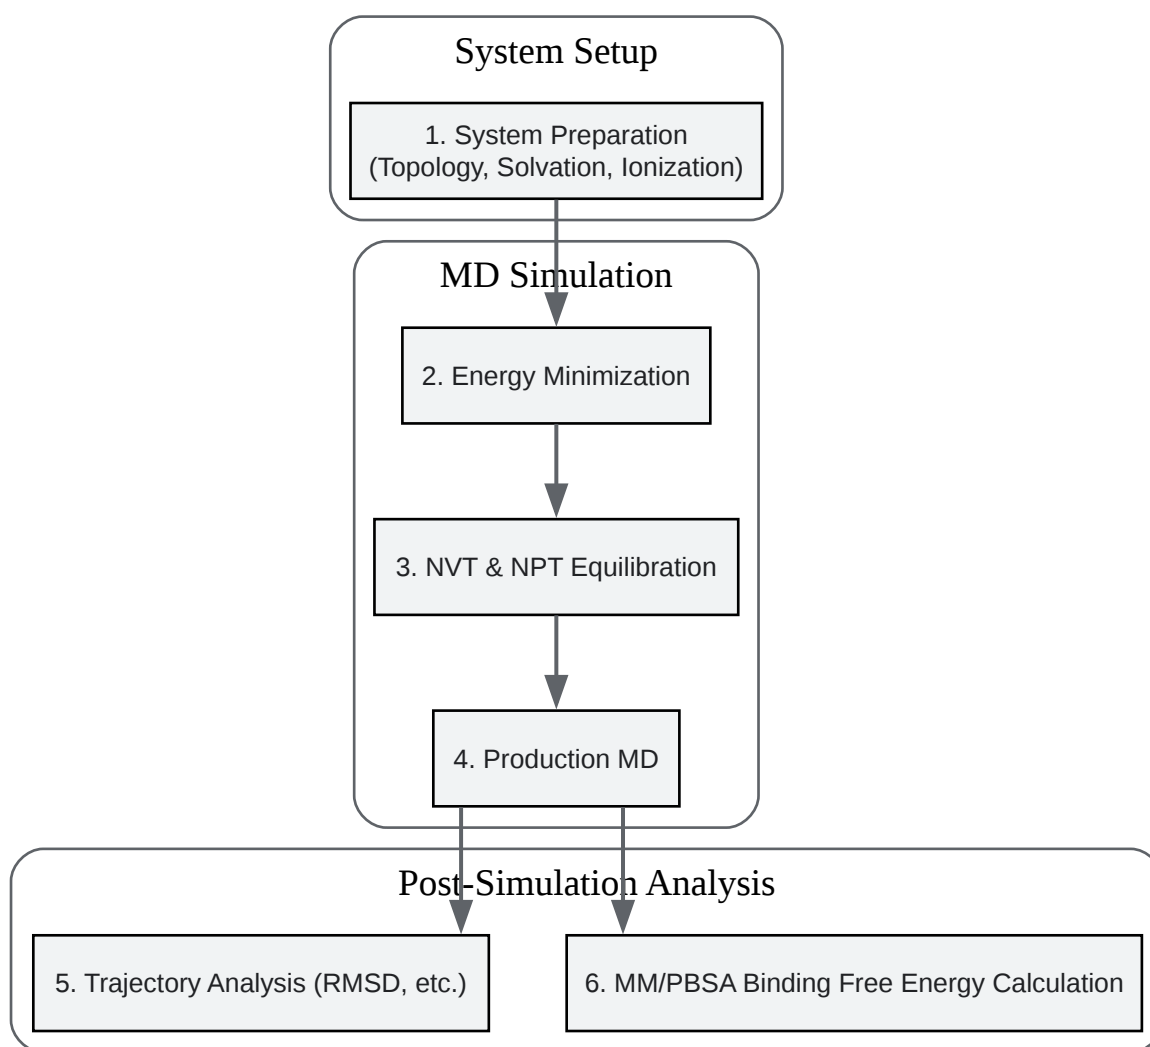 System Setup
1. System Preparation
(Topology, Solvation, Ionization)
MD Simulation
2. Energy Minimization
3. NVT & NPT Equilibration
4. Production MD
Post-Simulation Analysis
5. Trajectory Analysis (RMSD, etc.)
6. MM/PBSA Binding Free Energy Calculation